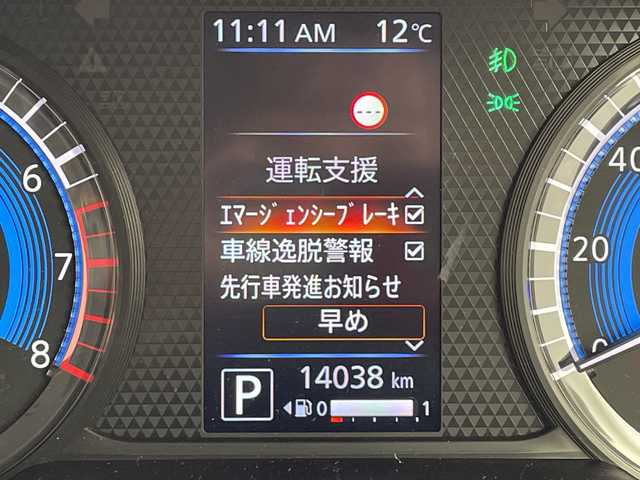 11:11 AM 12℃
---
運転支援
エマージェンシーブレーキ
車線逸脱警報
先行車発進お知らせ
早め
P 14038 km
0 1
6
7
8
40
20
0